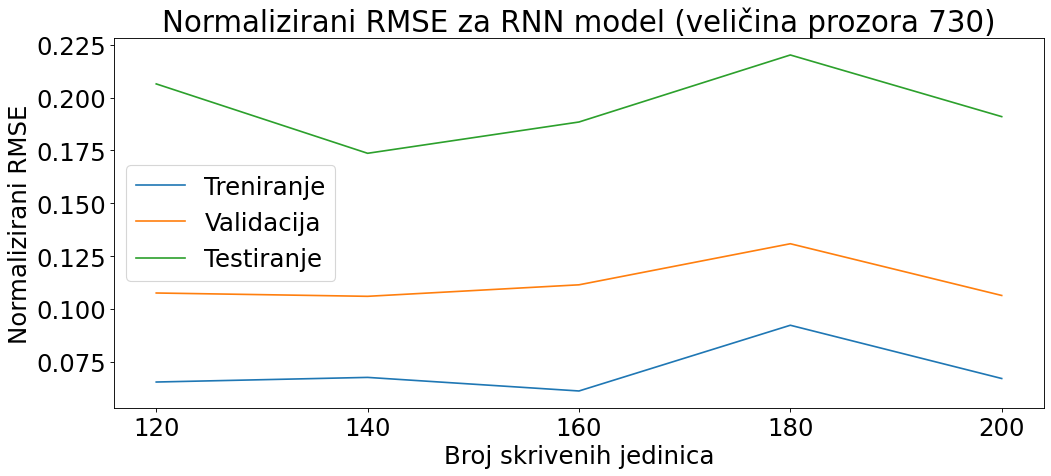 Normalizirani RMSE za RNN model (veličina prozora 730)
Normalizirani RMSE
0.225
0.200
0.175
0.150
0.125
0.100
0.075
Treniranje
Validacija
Testiranje
120 140 160 180 200
Broj skrivenih jedinica